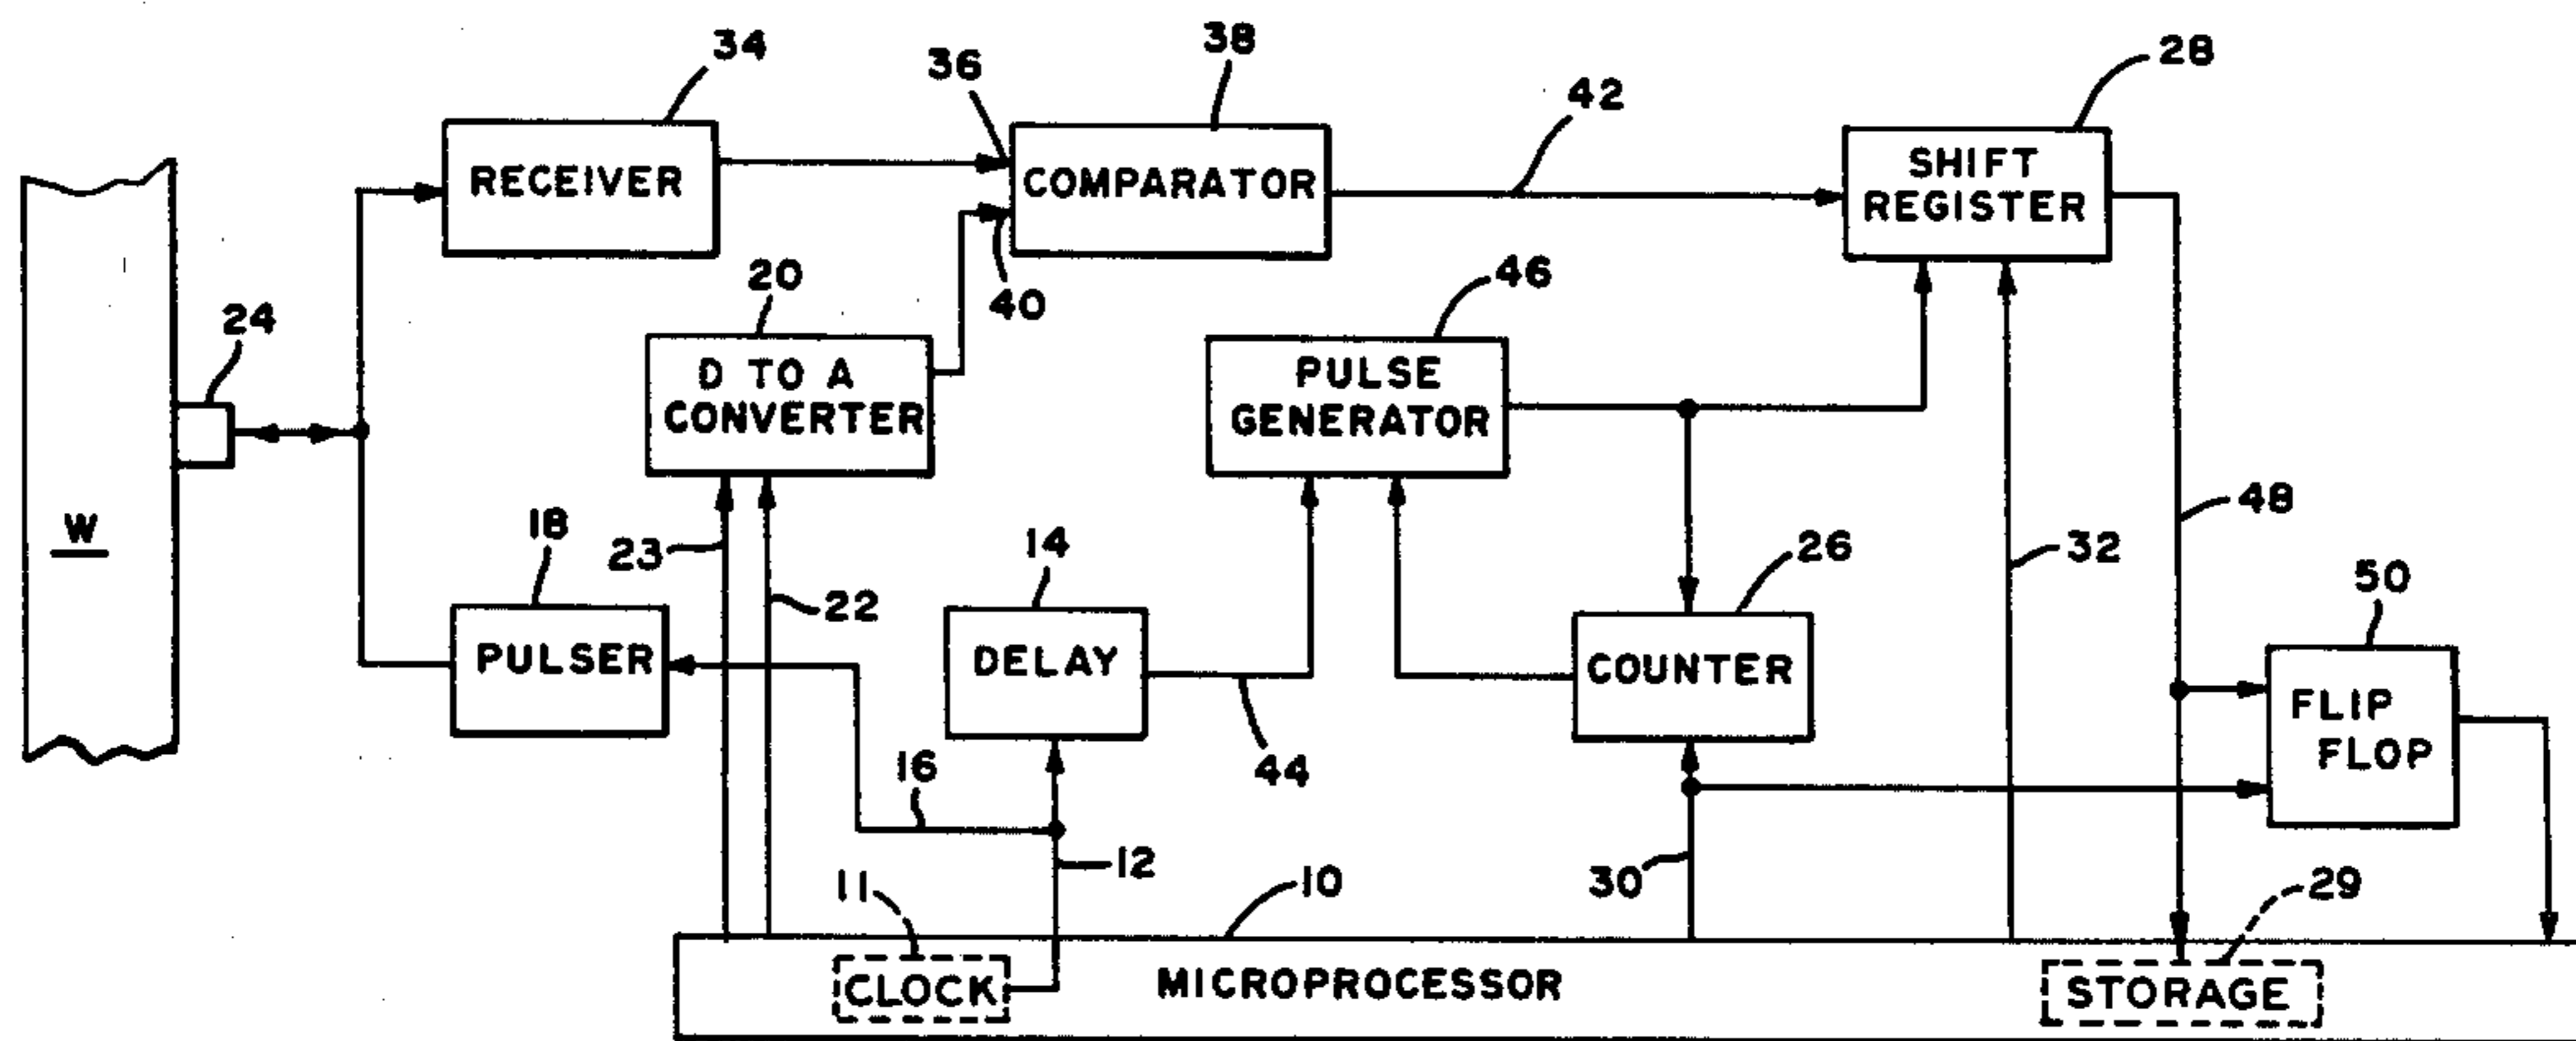 34
36
38
42
28
RECEIVER
COMPARATOR
SHIFT
REGISTER
20
40
46
24
D TO A
CONVERTER
PULSE
GENERATOR
W
18
23
22
14
26
32
48
50
PULSER
DELAY
COUNTER
FLIP
FLOP
16
44
12
11
10
30
29
CLOCK
MICROPROCESSOR
STORAGE